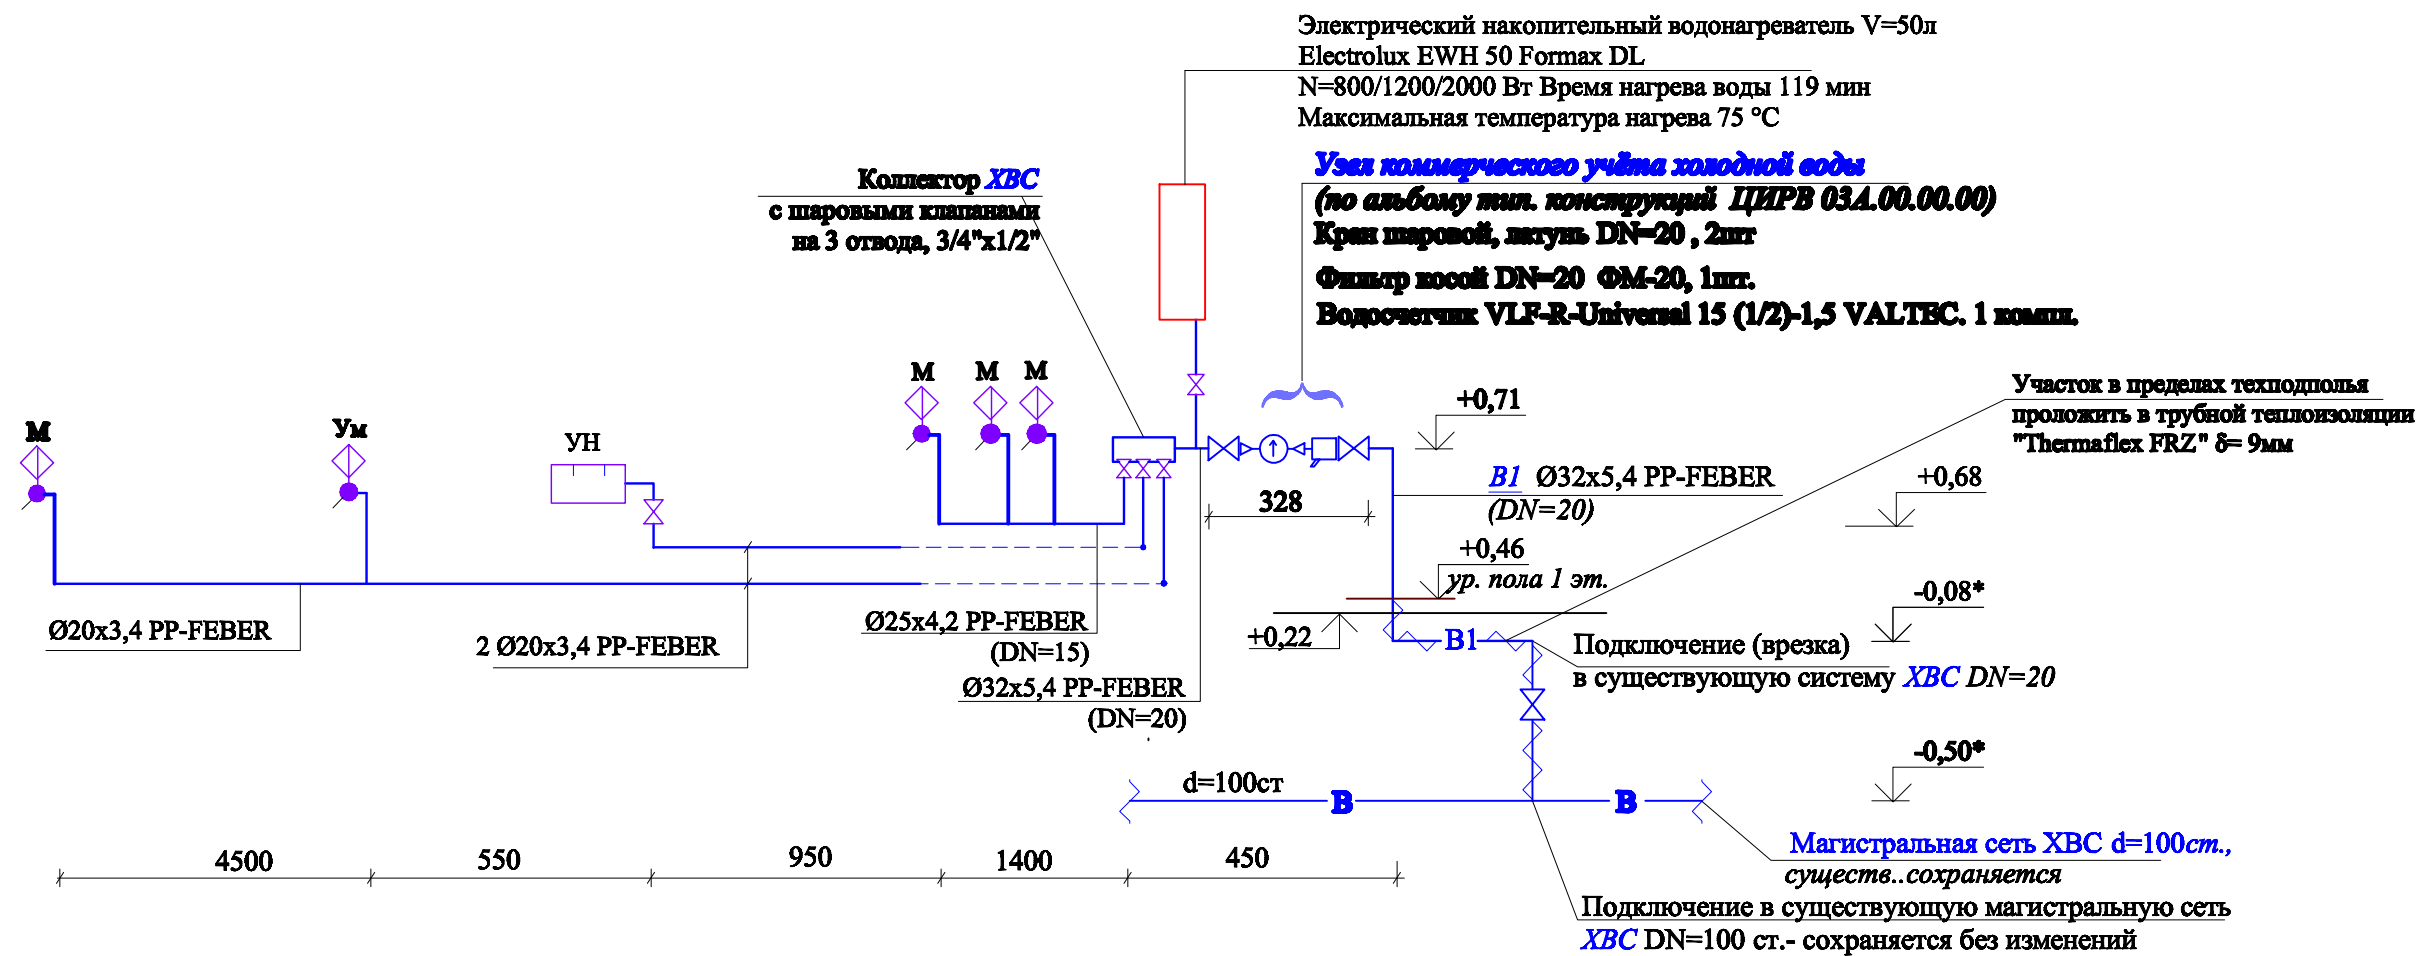 Электрический накопительный водонагреватель V=50л
Electrolux EWH 50 Formax DL
N=800/1200/2000 Вт Время нагрева воды 119 мин
Максимальная температура нагрева 75 °С
Узел коммерческого учёта холодной воды
(по альбому тип. конструкций ЦИРВ 03А.00.00.00)
Кран шаровой, латунь DN=20 , 2шт
Фильтр косой DN=20 ФМ-20, 1шт.
Водосчетчик VLF-R-Universal 15 (1/2)-1,5 VALTEC. 1 компл.
Коллектор ХВС
с шаровыми клапанами
на 3 отвода, 3/4"х1/2"
М
М
М
М
Ум
УН
+0,71
Участок в пределах техподполья
проложить в трубной теплоизоляции
"Thermaflex FRZ" δ= 9мм
В1 Ø32х5,4 PP-FEBER
(DN=20)
328
+0,68
+0,46
ур. пола 1 эт.
-0,08*
+0,22
В1
Ø20х3,4 PP-FEBER
2 Ø20х3,4 PP-FEBER
Ø25х4,2 PP-FEBER
(DN=15)
Ø32х5,4 PP-FEBER
(DN=20)
Подключение (врезка)
в существующую систему ХВС DN=20
-0,50*
d=100ст
В
В
4500
550
950
1400
450
Магистральная сеть ХВС d=100ст.,
существ..сохраняется
Подключение в существующую магистральную сеть
ХВС DN=100 ст.- сохраняется без изменений